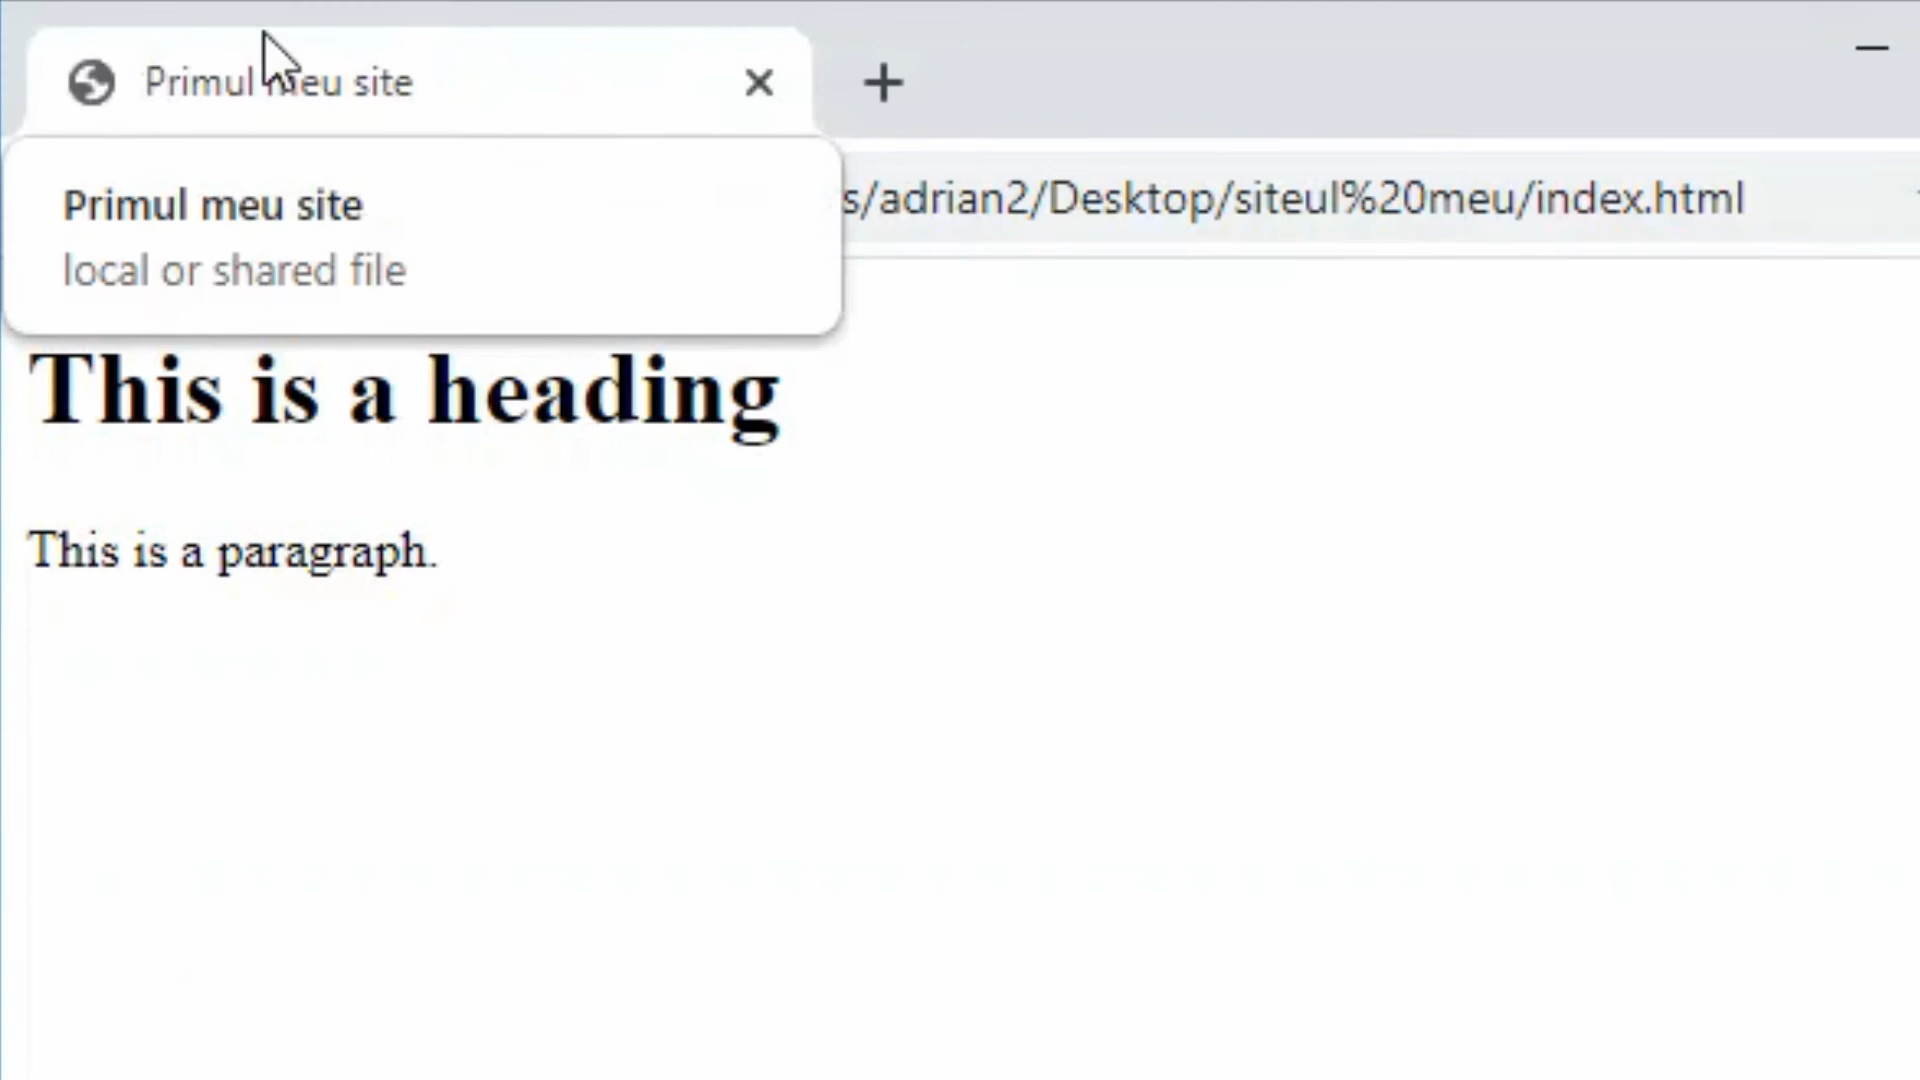 Primul meu site
Primul meu site
local or shared file
s/adrian2/Desktop/siteul%20meu/index.html
This is a heading
This is a paragraph.